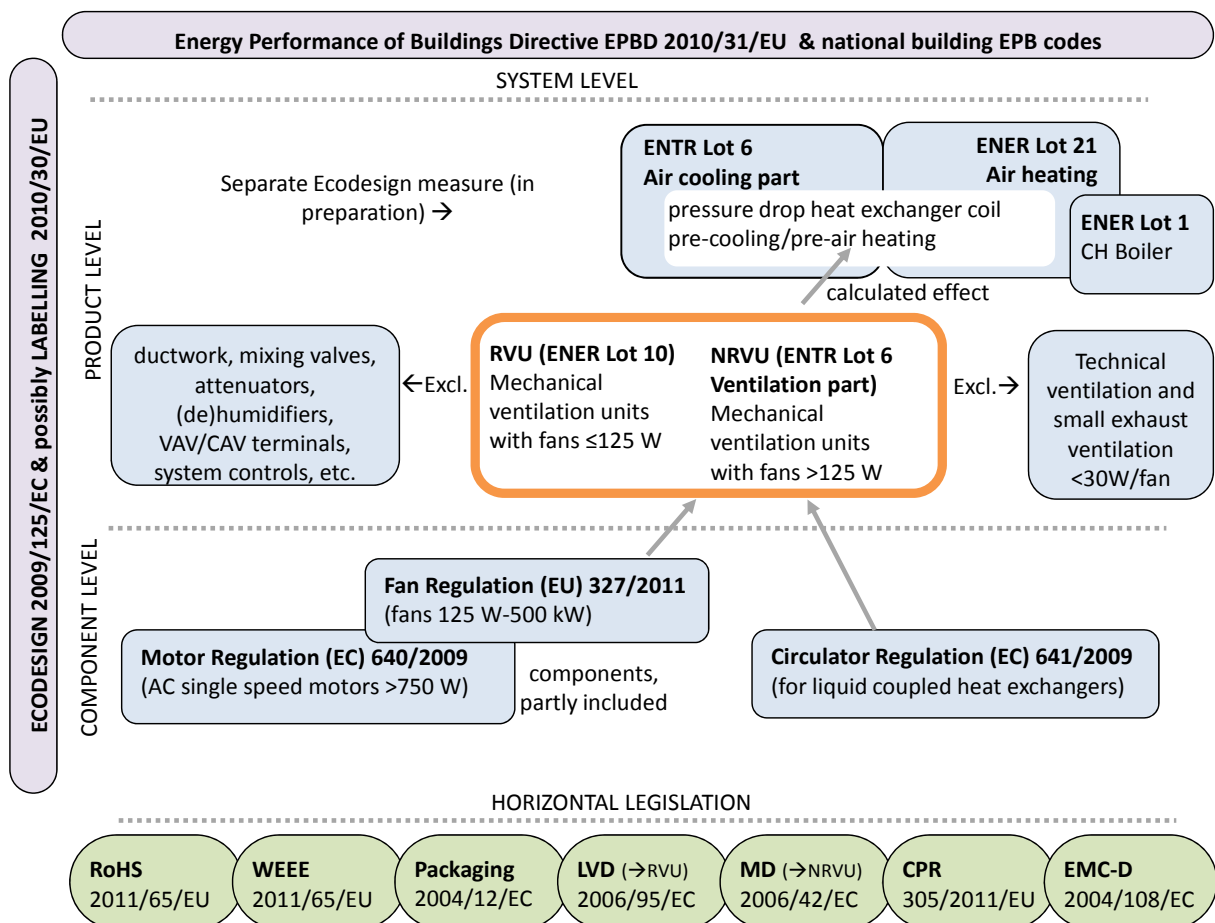 Energy Performance of Buildings Directive EPBD 2010/31/EU & national building EPB codes
ECODESIGN 2009/125/EC & possibly LABELLING 2010/30/EU
SYSTEM LEVEL
PRODUCT LEVEL
Separate Ecodesign measure (in
preparation) →
ENTR Lot 6
Air cooling part
ENER Lot 21
Air heating
pressure drop heat exchanger coil
pre-cooling/pre-air heating
ENER Lot 1
CH Boiler
calculated effect
ductwork, mixing valves,
attenuators,
(de)humidifiers,
VAV/CAV terminals,
system controls, etc.
←Excl.
RVU (ENER Lot 10)
Mechanical
ventilation units
with fans ≤125 W
NRVU (ENTR Lot 6
Ventilation part)
Mechanical
ventilation units
with fans >125 W
Excl.→
Technical
ventilation and
small exhaust
ventilation
<30W/fan
COMPONENT LEVEL
Fan Regulation (EU) 327/2011
(fans 125 W-500 kW)
Motor Regulation (EC) 640/2009
(AC single speed motors >750 W)
components,
partly included
Circulator Regulation (EC) 641/2009
(for liquid coupled heat exchangers)
HORIZONTAL LEGISLATION
RoHS
2011/65/EU
WEEE
2011/65/EU
Packaging
2004/12/EC
LVD (→RVU)
2006/95/EC
MD (→NRVU)
2006/42/EC
CPR
305/2011/EU
EMC-D
2004/108/EC